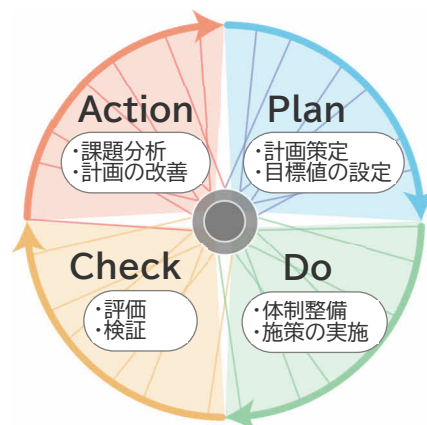 Action
・課題分析
・計画の改善
Plan
・計画策定
・目標値の設定
Check
・評価
・検証
Do
・体制整備
・施策の実施